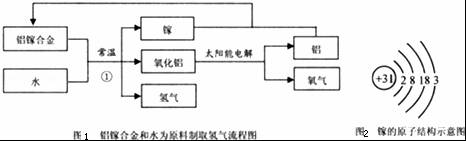 铝镓合金
水
常温
①
镓
氧化铝
氢气
太阳能电解
铝
氧气
+31 2 8 18 3
图1 铝镓合金和水为原料制取氢气流程图
图2 镓的原子结构示意图